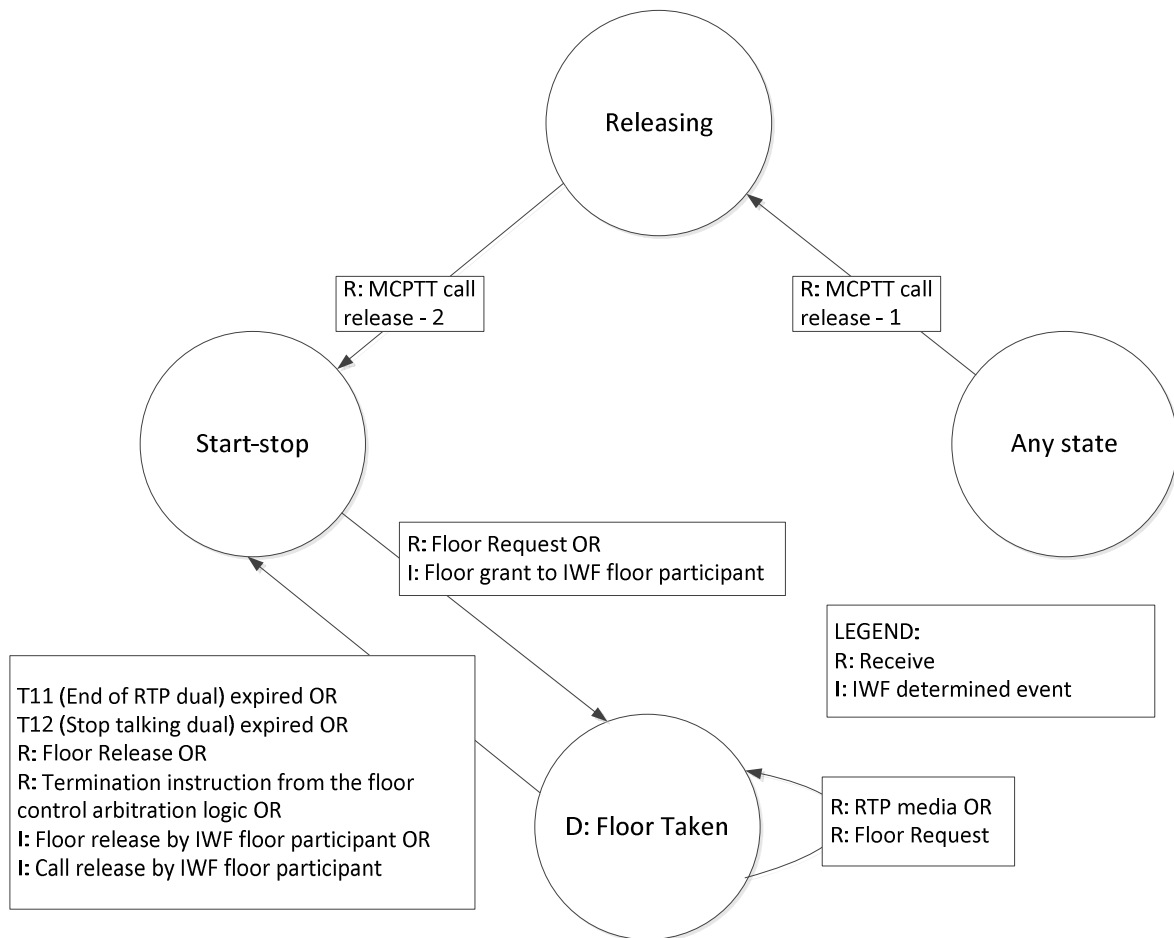 Releasing
R: MCPTT call
release - 2
R: MCPTT call
release - 1
Start-stop
Any state
R: Floor Request OR
I: Floor grant to IWF floor participant
LEGEND:
R: Receive
I: IWF determined event
T11 (End of RTP dual) expired OR
T12 (Stop talking dual) expired OR
R: Floor Release OR
R: Termination instruction from the floor
control arbitration logic OR
I: Floor release by IWF floor participant OR
I: Call release by IWF floor participant
D: Floor Taken
R: RTP media OR
R: Floor Request